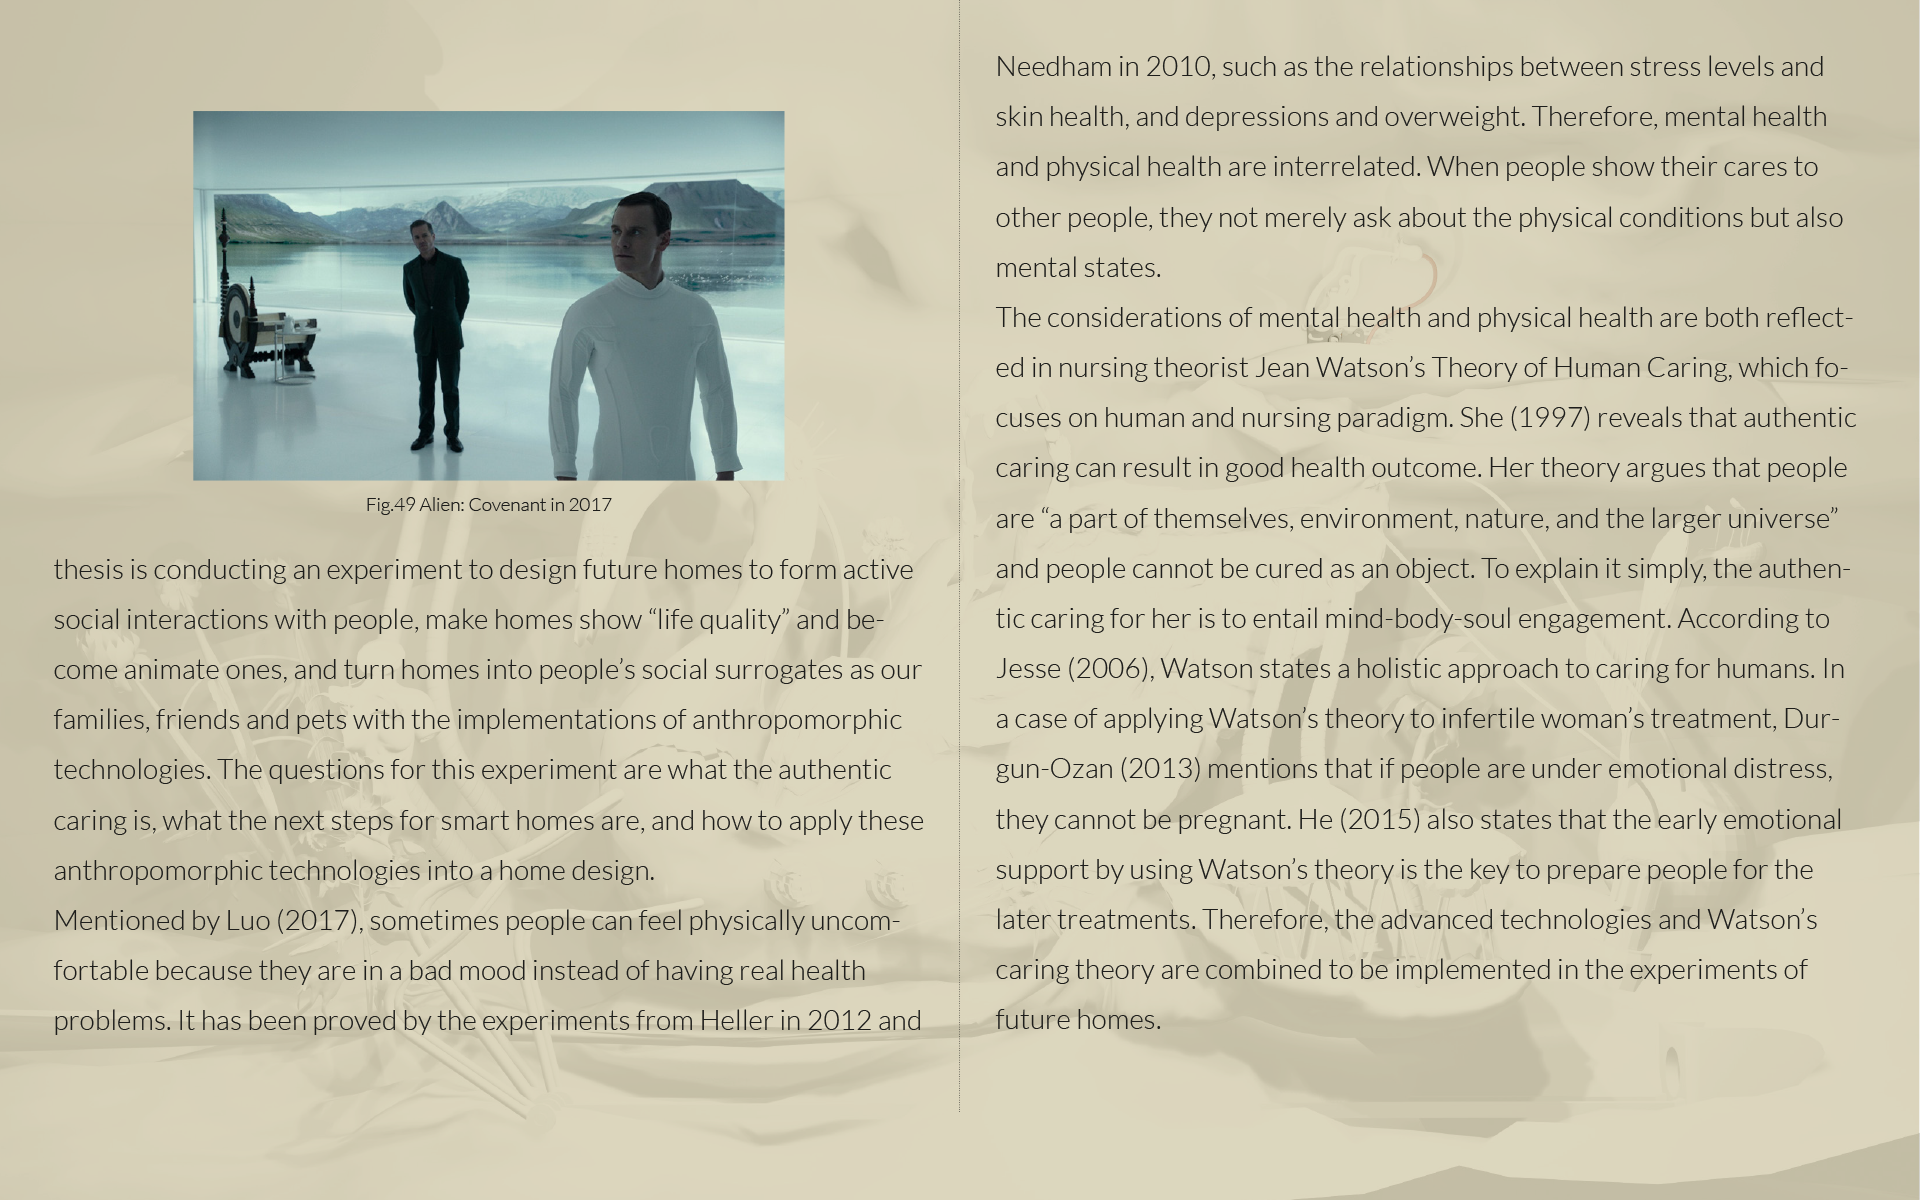 Fig.49 Alien: Covenant in 2017
thesis is conducting an experiment to design future homes to form active
social interactions with people, make homes show “life quality” and be-
come animate ones, and turn homes into people’s social surrogates as our
families, friends and pets with the implementations of anthropomorphic
technologies. The questions for this experiment are what the authentic
caring is, what the next steps for smart homes are, and how to apply these
anthropomorphic technologies into a home design.
Mentioned by Luo (2017), sometimes people can feel physically uncom-
fortable because they are in a bad mood instead of having real health
problems. It has been proved by the experiments from Heller in 2012 and
Needham in 2010, such as the relationships between stress levels and
skin health, and depressions and overweight. Therefore, mental health
and physical health are interrelated. When people show their cares to
other people, they not merely ask about the physical conditions but also
mental states.
The considerations of mental health and physical health are both reflect-
ed in nursing theorist Jean Watson’s Theory of Human Caring, which fo-
cuses on human and nursing paradigm. She (1997) reveals that authentic
caring can result in good health outcome. Her theory argues that people
are “a part of themselves, environment, nature, and the larger universe”
and people cannot be cured as an object. To explain it simply, the authen-
tic caring for her is to entail mind-body-soul engagement. According to
Jesse (2006), Watson states a holistic approach to caring for humans. In
a case of applying Watson’s theory to infertile woman’s treatment, Dur-
gun-Ozan (2013) mentions that if people are under emotional distress,
they cannot be pregnant. He (2015) also states that the early emotional
support by using Watson’s theory is the key to prepare people for the
later treatments. Therefore, the advanced technologies and Watson’s
caring theory are combined to be implemented in the experiments of
future homes.